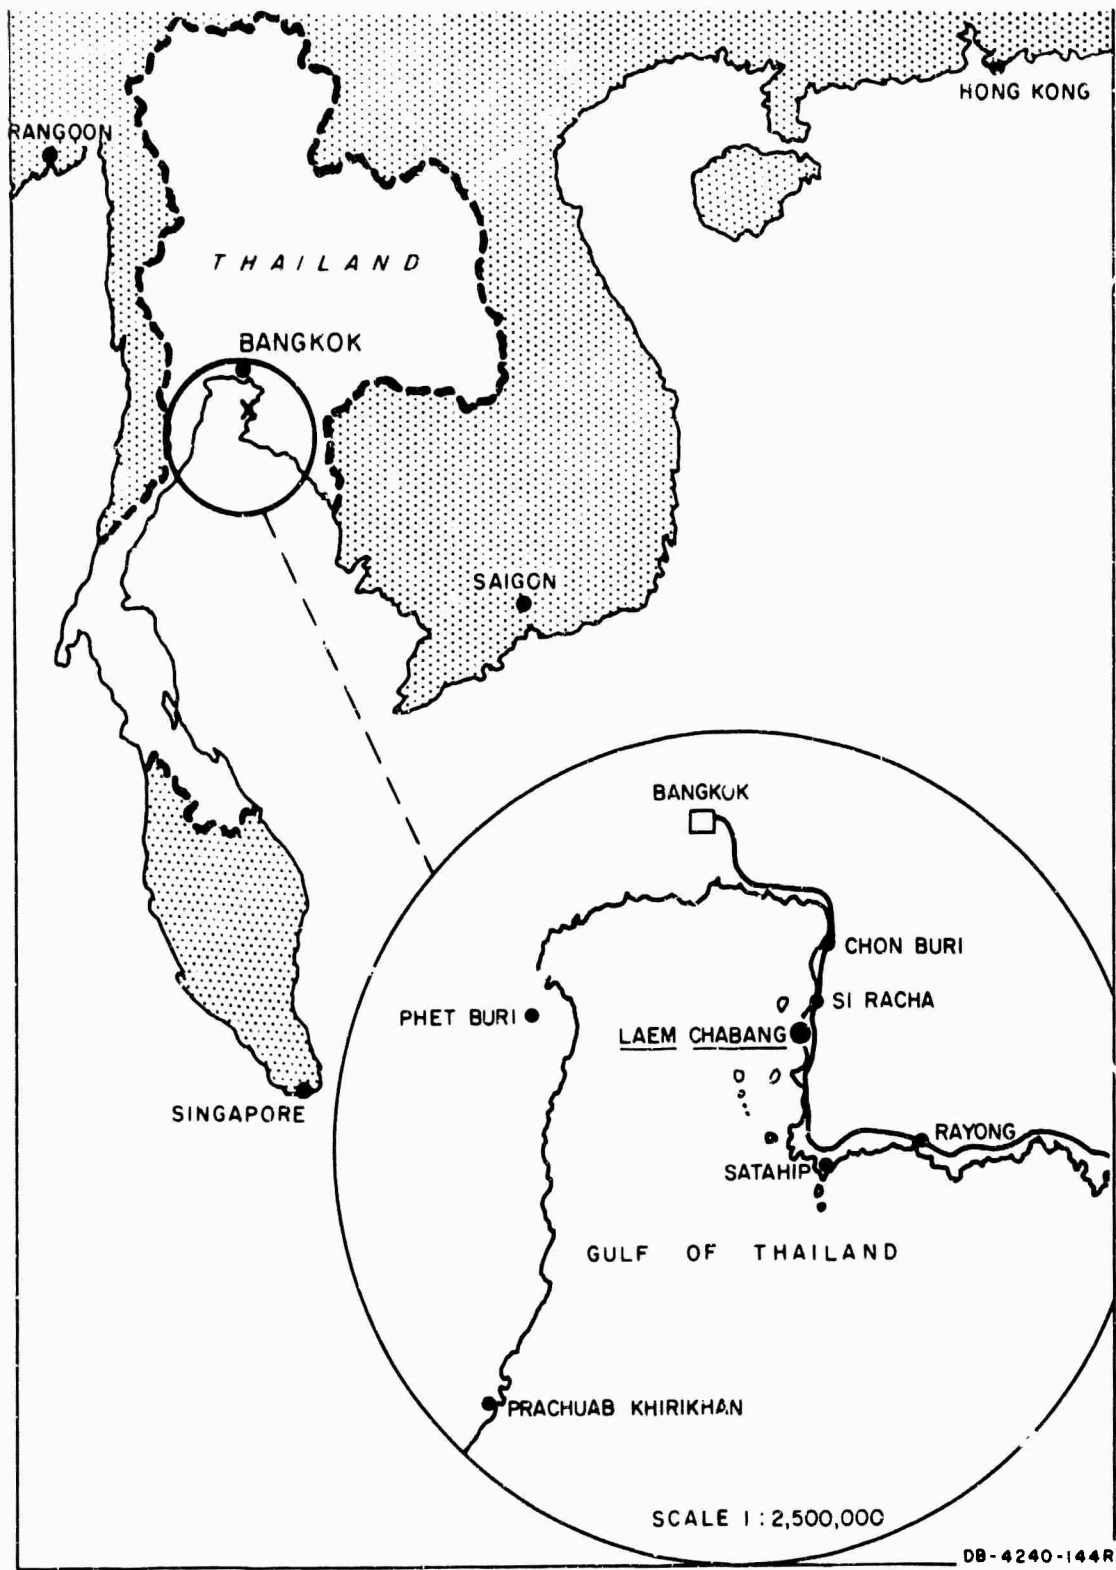 HONG KONG
RANGOON
THAILAND
BANGKOK
SAIGON
BANGKOK
CHON BURI
SI RACHA
PHET BURI
LAEM CHABANG
SINGAPORE
RAYONG
SATAHIP
GULF OF THAILAND
PRACHUAB KHIRIKHAN
SCALE 1 : 2,500,000
DB-4240-144R